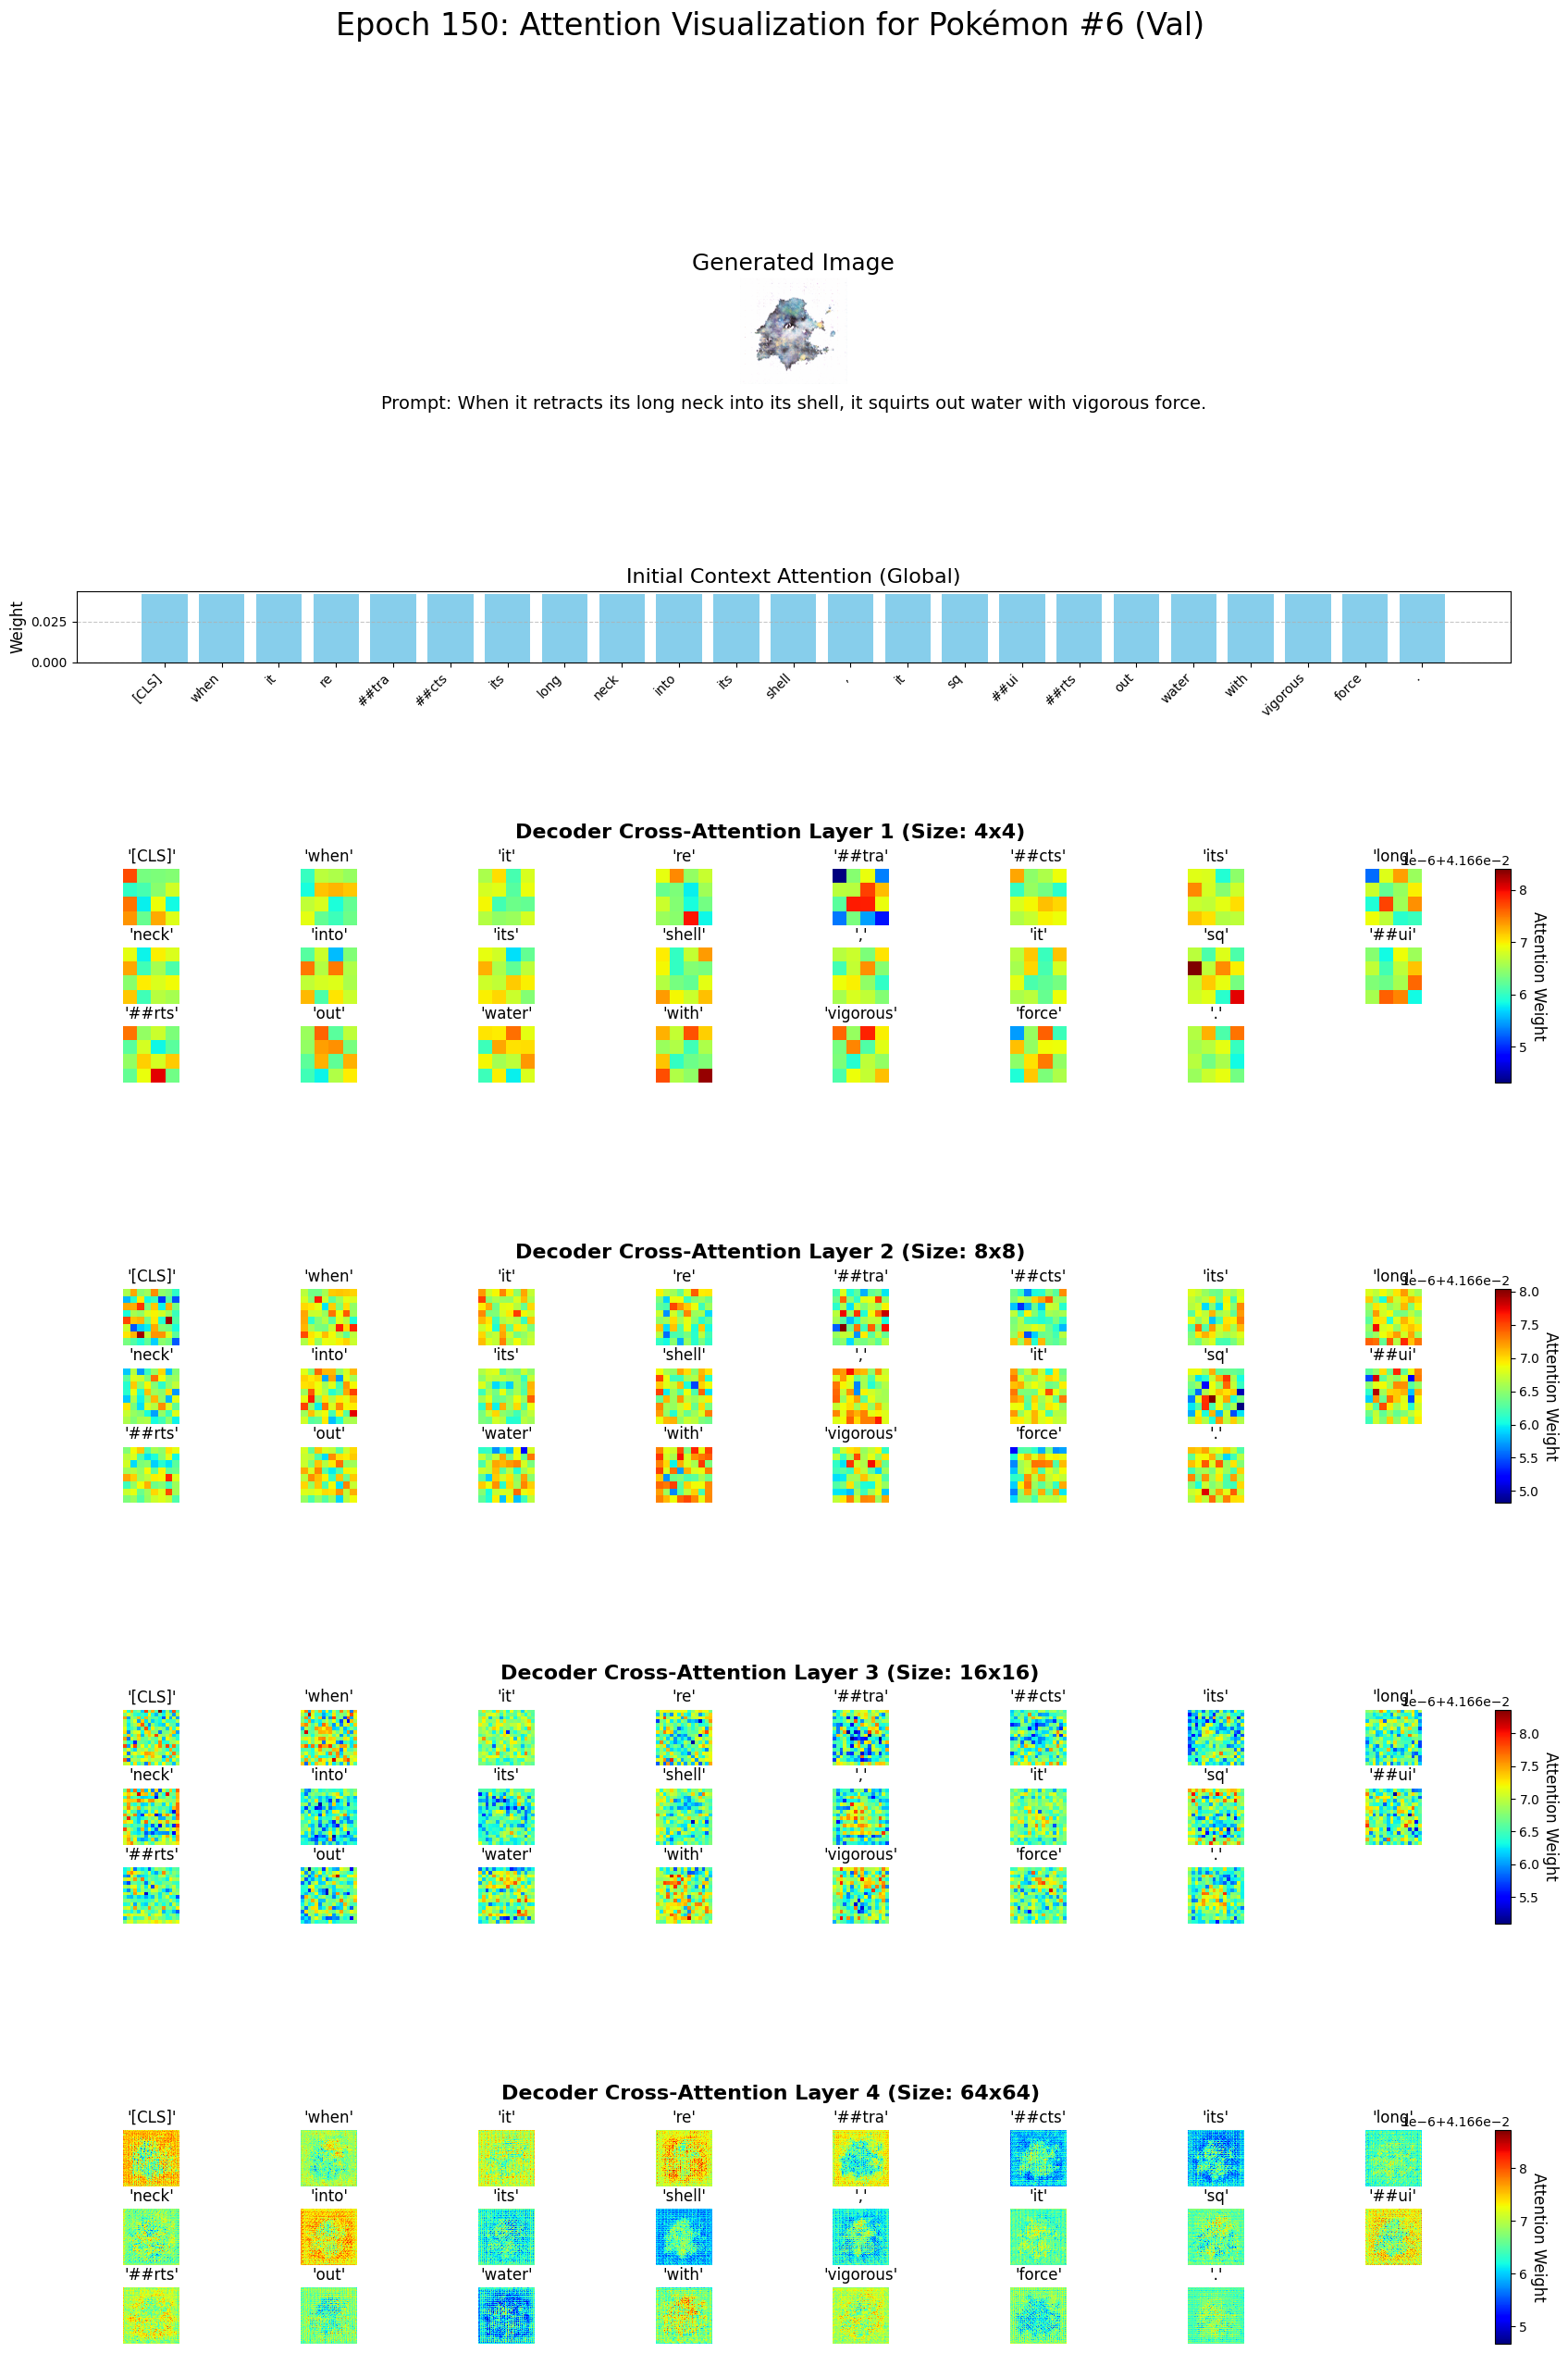 Epoch 150: Attention Visualization for Pokémon #6 (Val)
Generated Image
Prompt: When it retracts its long neck into its shell, it squirts out water with vigorous force.
Initial Context Attention (Global)
Weight
0.025
0.000
[CLS] when it re ##tra ##cts its long neck into its shell , it sq ##ui ##rts out water with vigorous force .
Decoder Cross-Attention Layer 1 (Size: 4x4)
'[CLS]' 'when' 'it' 're' '##tra' '##cts' 'its' 'long'
1e−6+4.166e−2
'neck' 'into' 'its' 'shell' ',' 'it' 'sq' '##ui'
'##rts' 'out' 'water' 'with' 'vigorous' 'force' '.'
8
7
6
5
Attention Weight
Decoder Cross-Attention Layer 2 (Size: 8x8)
'[CLS]' 'when' 'it' 're' '##tra' '##cts' 'its' 'long'
1e−6+4.166e−2
'neck' 'into' 'its' 'shell' ',' 'it' 'sq' '##ui'
'##rts' 'out' 'water' 'with' 'vigorous' 'force' '.'
8.0
7.5
7.0
6.5
6.0
5.5
5.0
Attention Weight
Decoder Cross-Attention Layer 3 (Size: 16x16)
'[CLS]' 'when' 'it' 're' '##tra' '##cts' 'its' 'long'
1e−6+4.166e−2
'neck' 'into' 'its' 'shell' ',' 'it' 'sq' '##ui'
'##rts' 'out' 'water' 'with' 'vigorous' 'force' '.'
8.0
7.5
7.0
6.5
6.0
5.5
Attention Weight
Decoder Cross-Attention Layer 4 (Size: 64x64)
'[CLS]' 'when' 'it' 're' '##tra' '##cts' 'its' 'long'
1e−6+4.166e−2
'neck' 'into' 'its' 'shell' ',' 'it' 'sq' '##ui'
'##rts' 'out' 'water' 'with' 'vigorous' 'force' '.'
8
7
6
5
Attention Weight